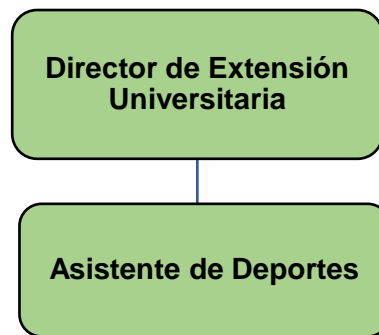 Director de Extensión
Universitaria
Asistente de Deportes